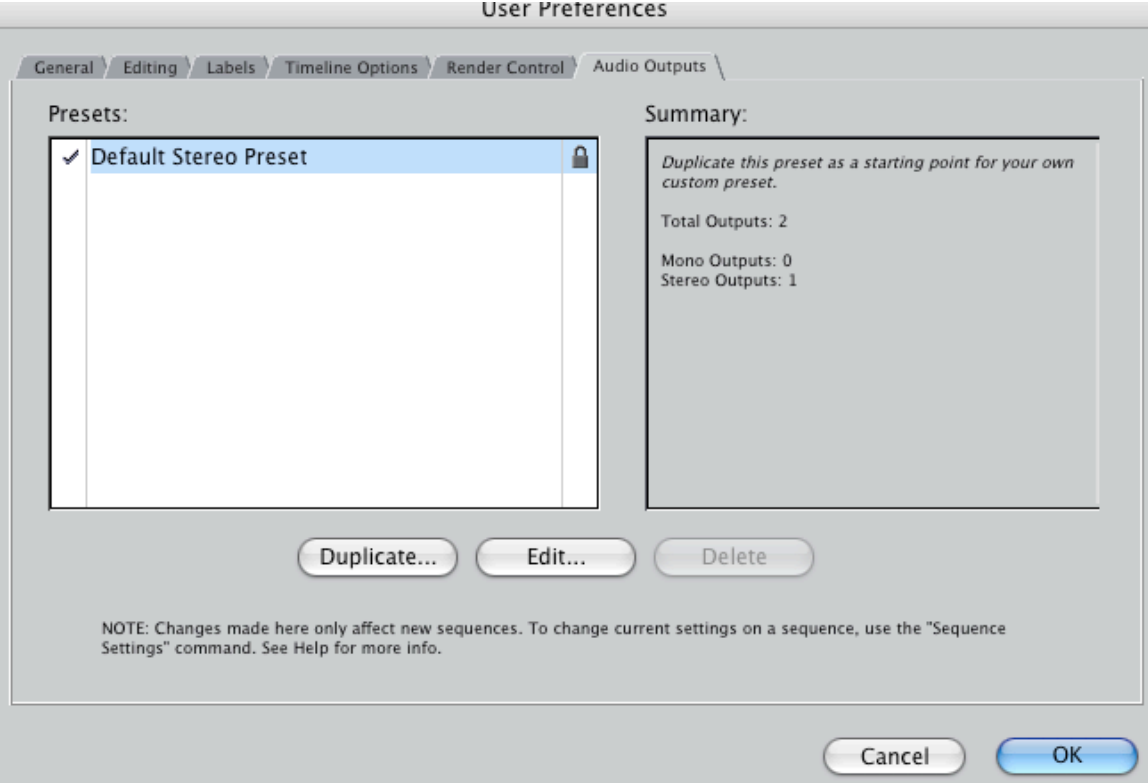 User Preferences
General Editing Labels Timeline Options Render Control Audio Outputs
Presets:
Default Stereo Preset
Summary:
Duplicate this preset as a starting point for your own
custom preset.
Total Outputs: 2
Mono Outputs: 0
Stereo Outputs: 1
Duplicate... Edit... Delete
NOTE: Changes made here only affect new sequences. To change current settings on a sequence, use the "Sequence
Settings" command. See Help for more info.
Cancel OK